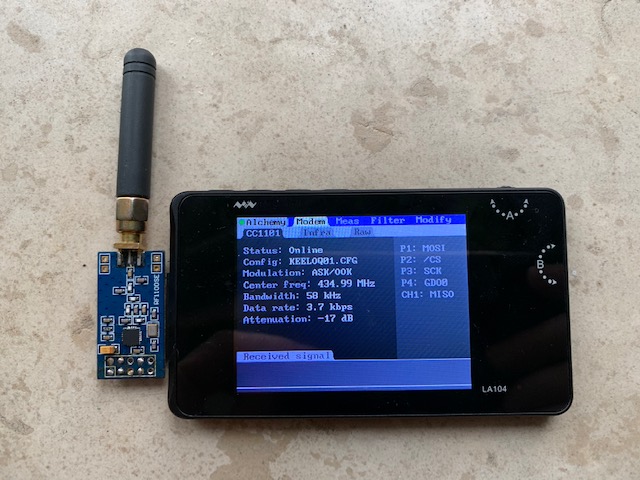 Alchemy Modem Meas Filter Modify
CC1101 Infra Raw
Status: Online
Config: KEELOQ01.CFG
Modulation: ASK/OOK
Center freq: 434.99 MHz
Bandwidth: 58 kHz
Data rate: 3.7 kbps
Attenuation: -17 dB
P1: MOSI
P2: /CS
P3: SCK
P4: GDO0
CH1: MISO
Received signal
A
B
LA104
RF1100SE